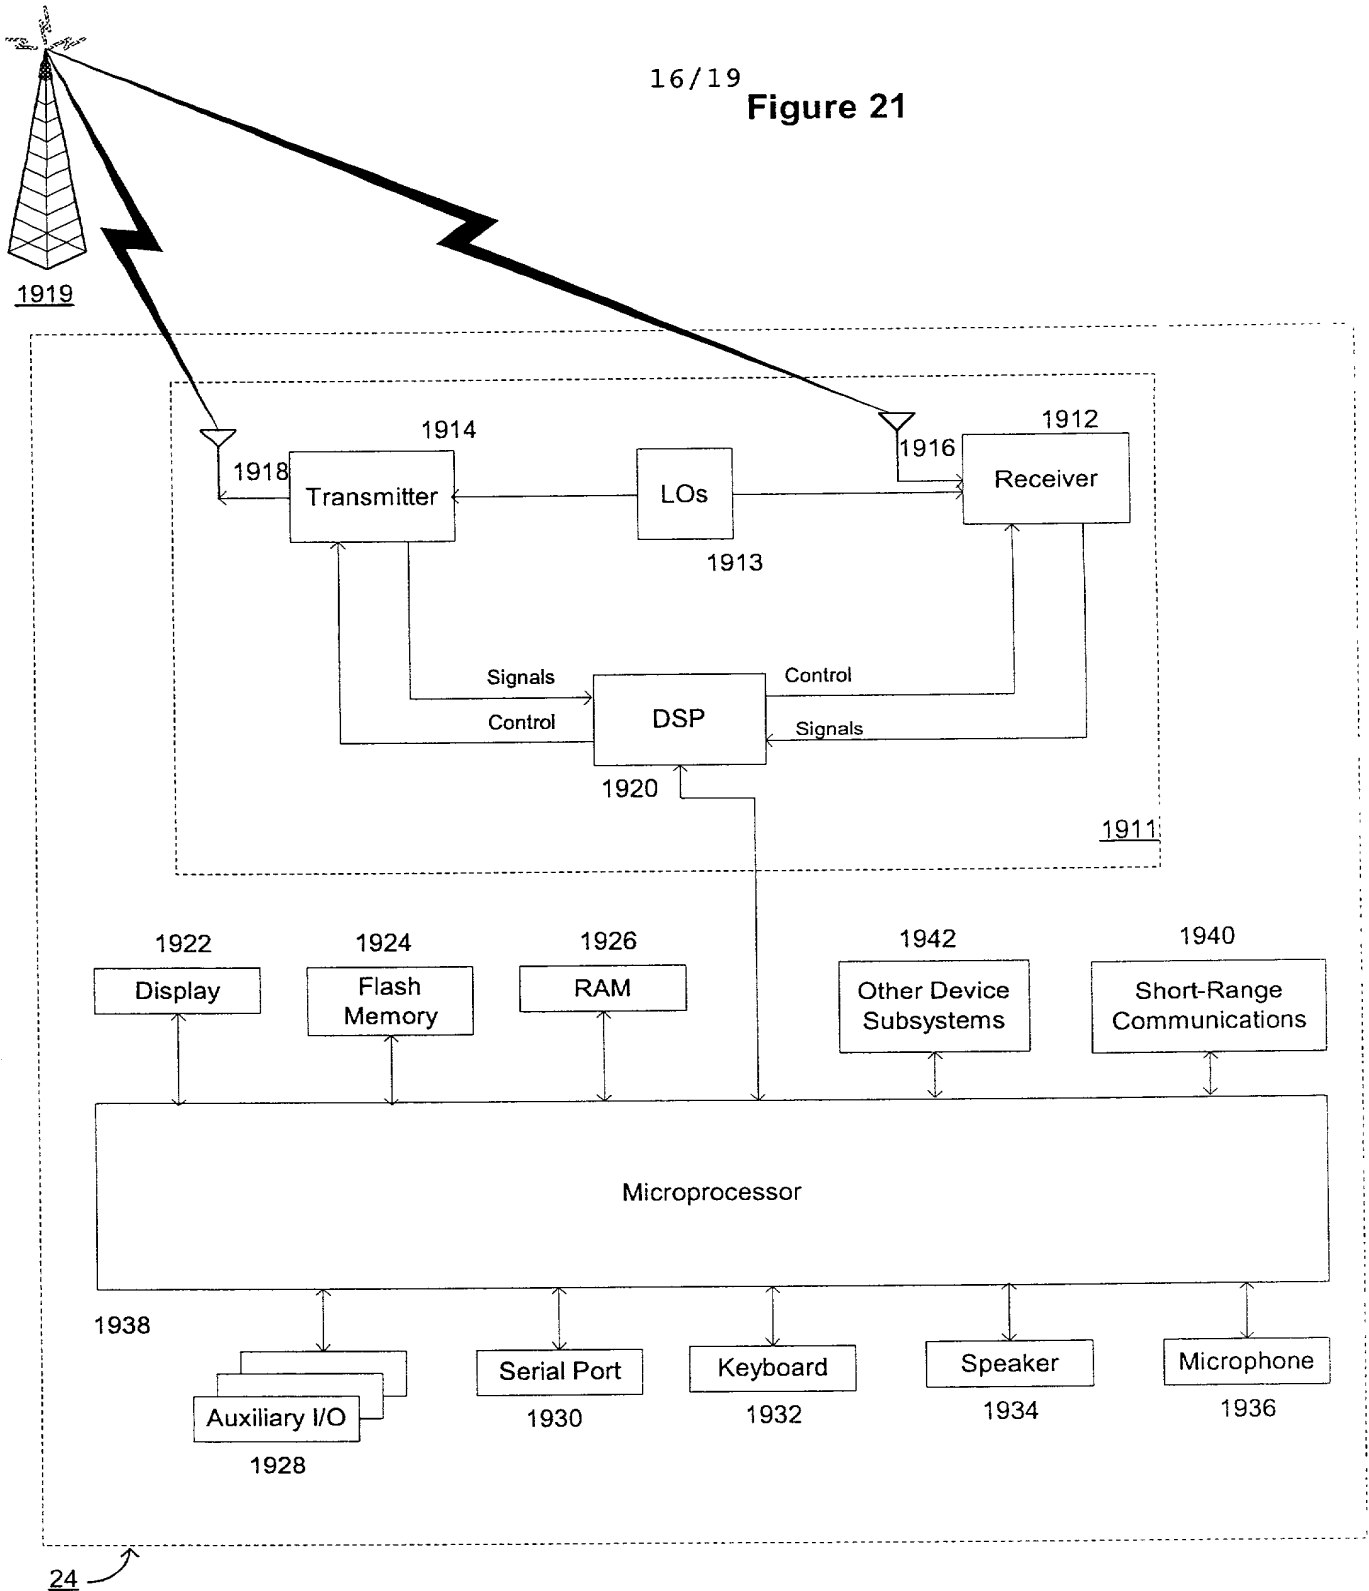 16/19
Figure 21
1919
1914
1912
1918
1916
Transmitter
LOs
Receiver
1913
Signals
Control
DSP
Control
Signals
1920
1911
1922
1924
1926
1942
1940
Display
Flash
Memory
RAM
Other Device
Subsystems
Short-Range
Communications
Microprocessor
1938
Auxiliary I/O
Serial Port
Keyboard
Speaker
Microphone
1928
1930
1932
1934
1936
24